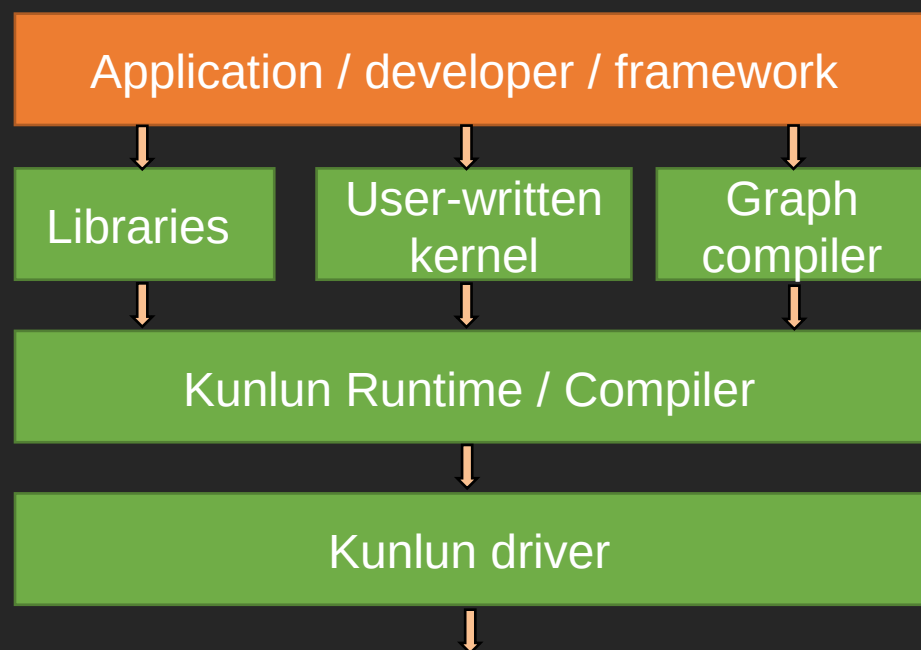 Application / developer / framework
Libraries
User-written
kernel
Graph
compiler
Kunlun Runtime / Compiler
Kunlun driver